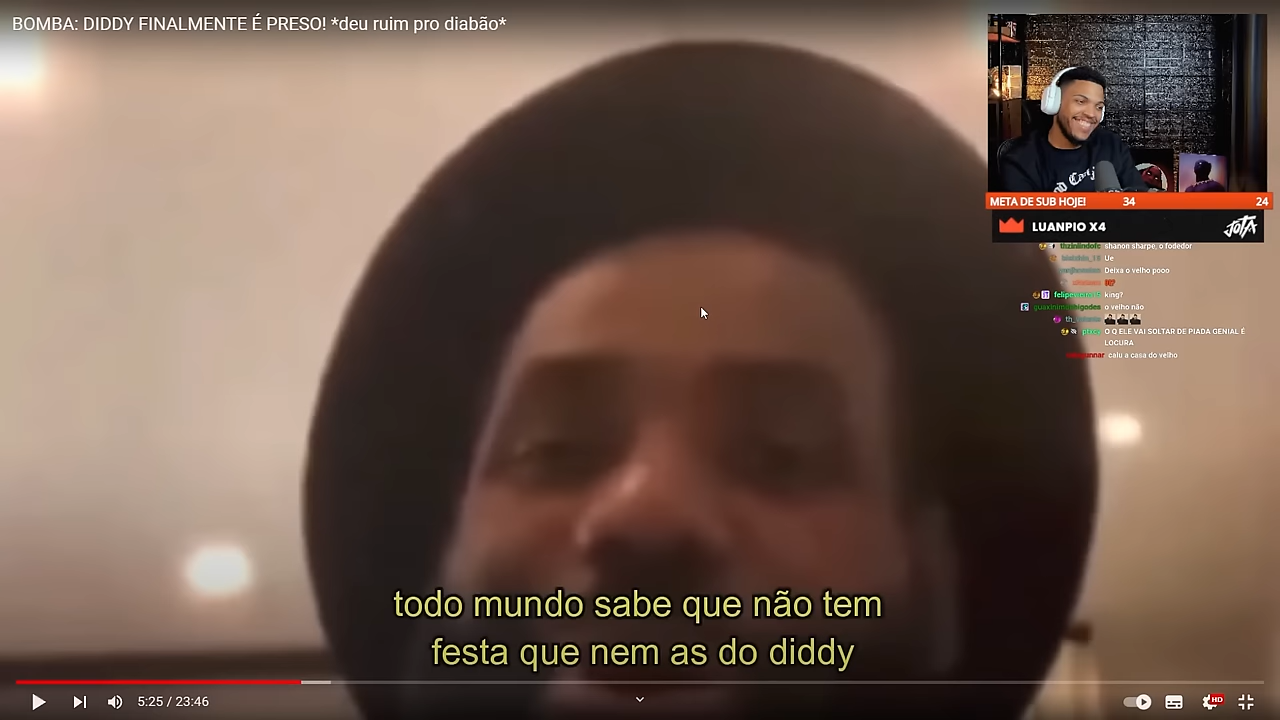 BOMBA: DIDDY FINALMENTE É PRESO! *deu ruim pro diabão*
META DE SUB HOJE! 34 24
LUANPIO X4 JOTA
shanon sharpe, o fodedor
Ue
Deixa o velho pooo
king?
o velho não
O Q ELE VAI SOLTAR DE PIADA GENIAL É
LOCURA
calu a casa do velho
todo mundo sabe que não tem
festa que nem as do diddy
5:25 / 23:46
HD